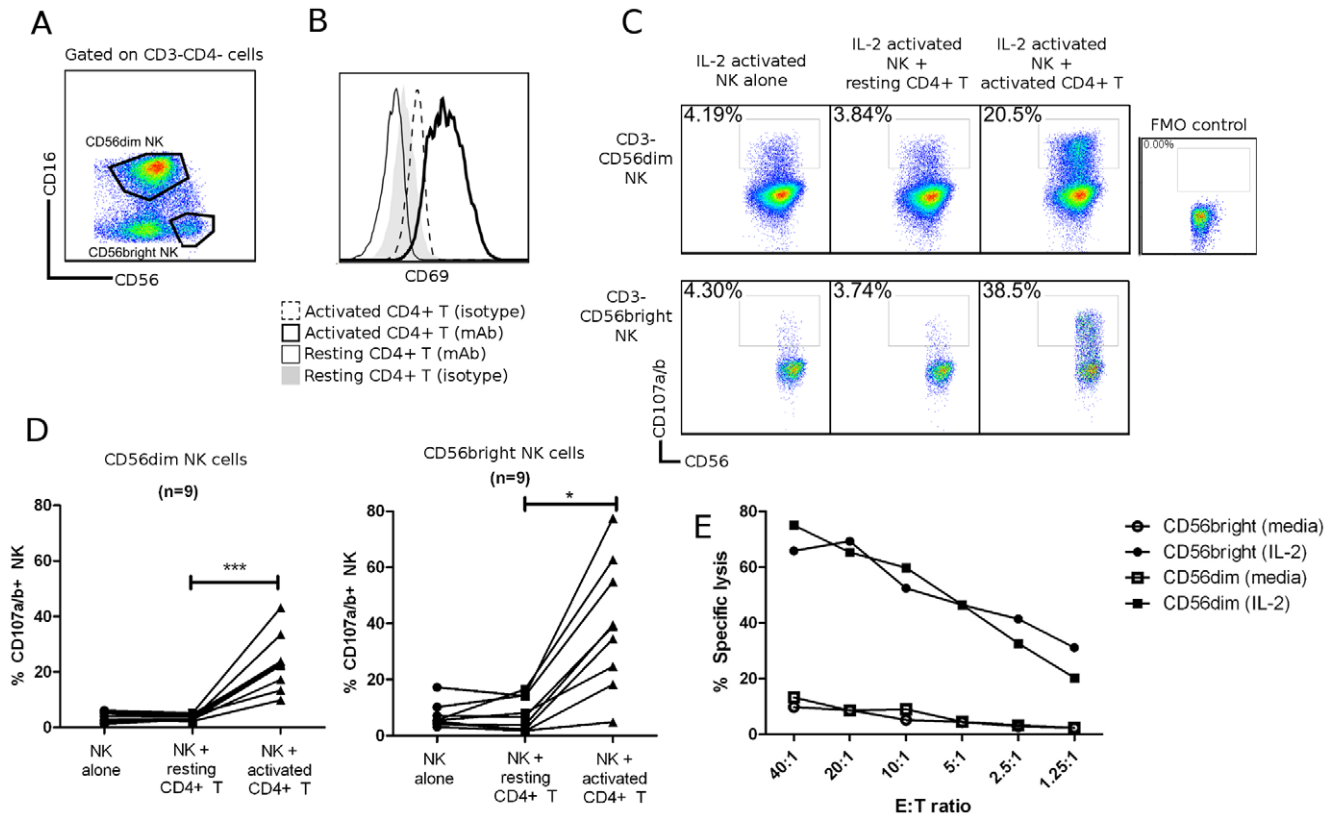 A
Gated on CD3-CD4- cells
CD56dim NK
CD56bright NK
CD16
CD56
B
CD69
Activated CD4+ T (isotype)
Activated CD4+ T (mAb)
Resting CD4+ T (mAb)
Resting CD4+ T (isotype)
C
IL-2 activated
NK alone
IL-2 activated
NK +
resting CD4+ T
IL-2 activated
NK +
activated CD4+ T
CD3-
CD56dim
NK
4.19%
3.84%
20.5%
FMO control
0.00%
CD3-
CD56bright
NK
4.30%
3.74%
38.5%
CD107a/b
CD56
D
CD56dim NK cells
(n=9)
% CD107a/b+ NK
80
60
40
20
0
***
NK
alone
NK +
resting
CD4+ T
NK +
activated
CD4+ T
CD56bright NK cells
(n=9)
% CD107a/b+ NK
80
60
40
20
0
*
NK
alone
NK +
resting
CD4+ T
NK +
activated
CD4+ T
E
% Specific lysis
80
60
40
20
0
40:1
20:1
10:1
5:1
2.5:1
1.25:1
E:T ratio
CD56bright (media)
CD56bright (IL-2)
CD56dim (media)
CD56dim (IL-2)